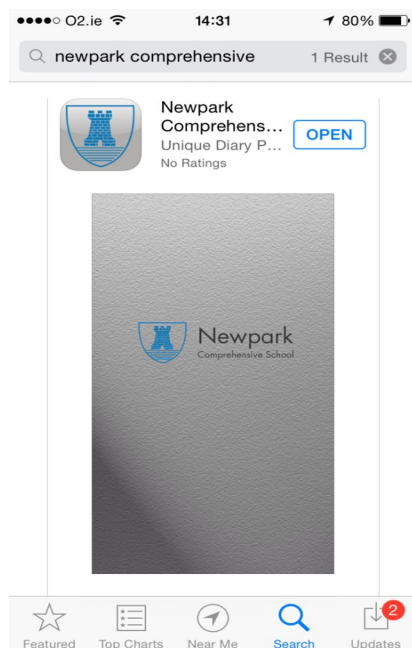 O2.ie 14:31 80%
newpark comprehensive 1 Result
Newpark
Comprehens...
OPEN
Unique Diary P...
No Ratings
Newpark
Comprehensive School
2
Featured Top Charts Near Me Search Updates